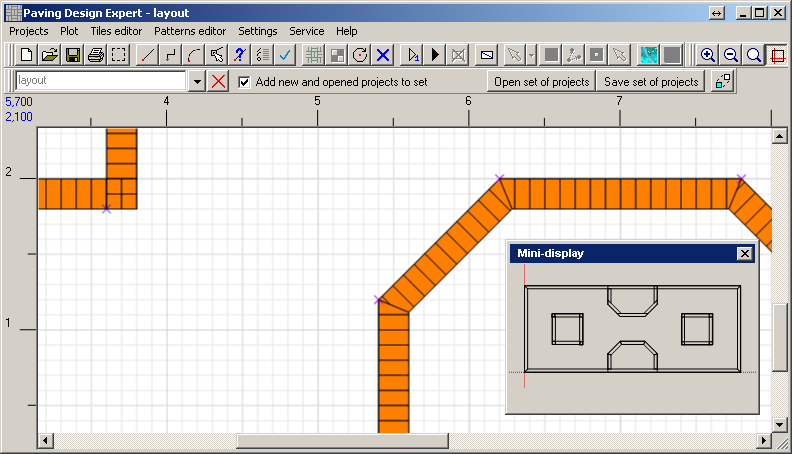 Paving Design Expert - layout
Projects Plot Tiles editor Patterns editor Settings Service Help
layout Add new and opened projects to set Open set of projects Save set of projects
5,700
2,100
4 5 6 7
2
1
Mini-display